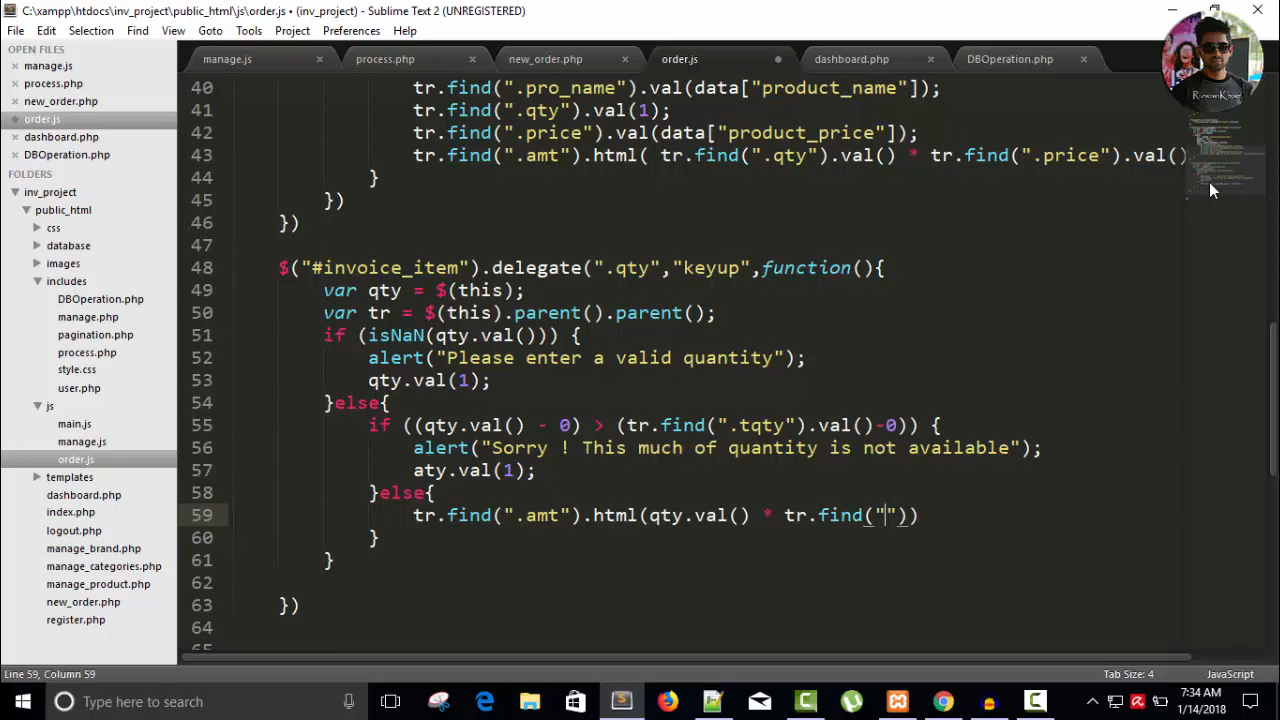 C:\xampp\htdocs\inv_project\public_html\js\order.js • (inv_project) - Sublime Text 2 (UNREGISTERED)
File Edit Selection Find View Goto Tools Project Preferences Help
OPEN FILES
manage.js
process.php
new_order.php
order.js
dashboard.php
DBOperation.php
FOLDERS
inv_project
public_html
css
database
images
includes
DBOperation.php
manage.php
pagination.php
process.php
style.css
user.php
js
main.js
manage.js
order.js
templates
dashboard.php
index.php
logout.php
manage_brand.php
manage_categories.php
manage_product.php
new_order.php
register.php
manage.js process.php new_order.php order.js dashboard.php DBOperation.php
40 tr.find(".pro_name").val(data["product_name"]);
41 tr.find(".qty").val(1);
42 tr.find(".price").val(data["product_price"]);
43 tr.find(".amt").html( tr.find(".qty").val() * tr.find(".price").val()
44 }
45 })
46 })
47
48 $("#invoice_item").delegate(".qty","keyup",function(){
49 var qty = $(this);
50 var tr = $(this).parent().parent();
51 if (isNaN(qty.val())) {
52 alert("Please enter a valid quantity");
53 qty.val(1);
54 }else{
55 if ((qty.val() - 0) > (tr.find(".tqty").val()-0)) {
56 alert("Sorry ! This much of quantity is not available");
57 aty.val(1);
58 }else{
59 tr.find(".amt").html(qty.val() * tr.find(""))
60 }
61 }
62
63 })
64
65
Line 59, Column 59 Tab Size: 4 JavaScript
Type here to search
7:34 AM
1/14/2018